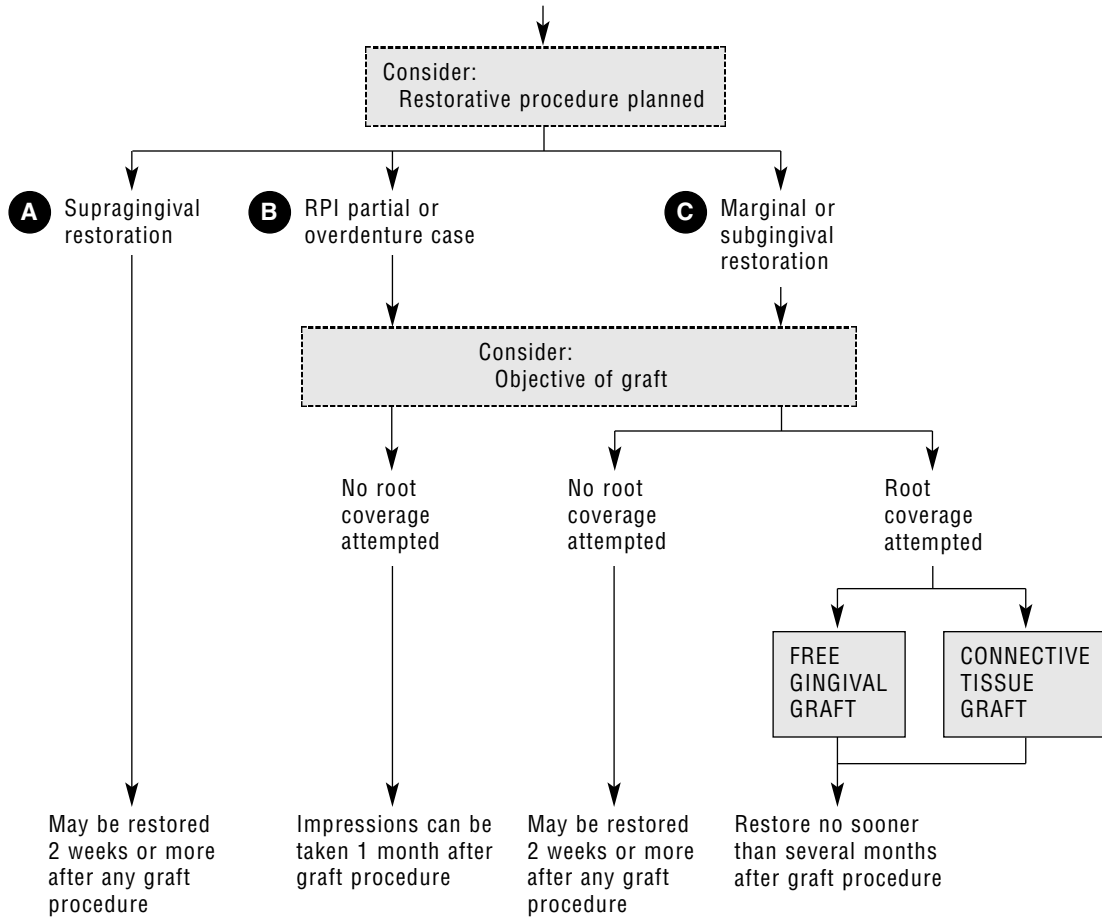 Consider:
Restorative procedure planned
A
Supragingival
restoration
B
RPI partial or
overdenture case
C
Marginal or
subgingival
restoration
Consider:
Objective of graft
No root
coverage
attempted
No root
coverage
attempted
Root
coverage
attempted
FREE
GINGIVAL
GRAFT
CONNECTIVE
TISSUE
GRAFT
May be restored
2 weeks or more
after any graft
procedure
Impressions can be
taken 1 month after
graft procedure
May be restored
2 weeks or more
after any graft
procedure
Restore no sooner
than several months
after graft procedure